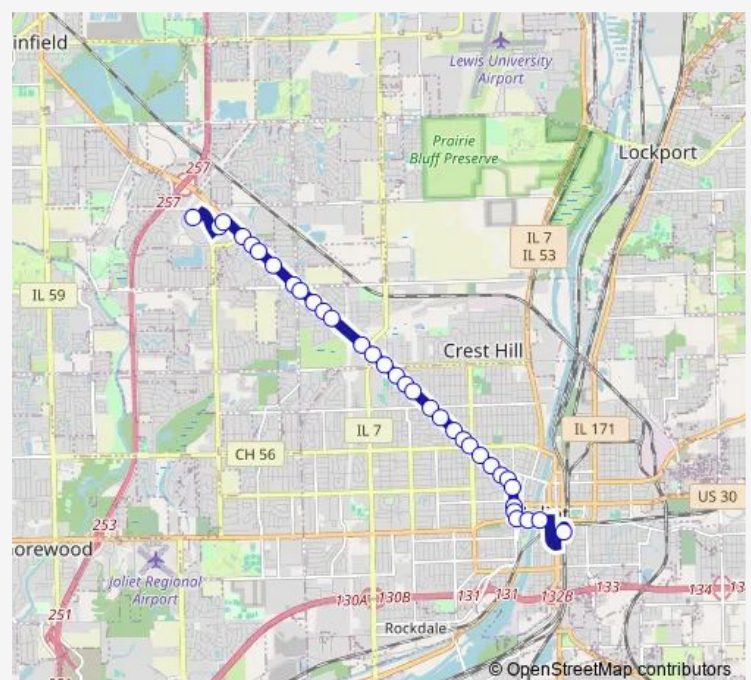 infield
Lewis University
Airport
Prairie
Bluff Preserve
Lockport
257
257
IL 7
IL 53
IL 59
Crest Hill
IL 7
IL 171
CH 56
US 30
253
orewood
Joliet Regional
Airport
130A
130B
131
131
132B
133
134
13
251
Rockdale
© OpenStreetMap contributors